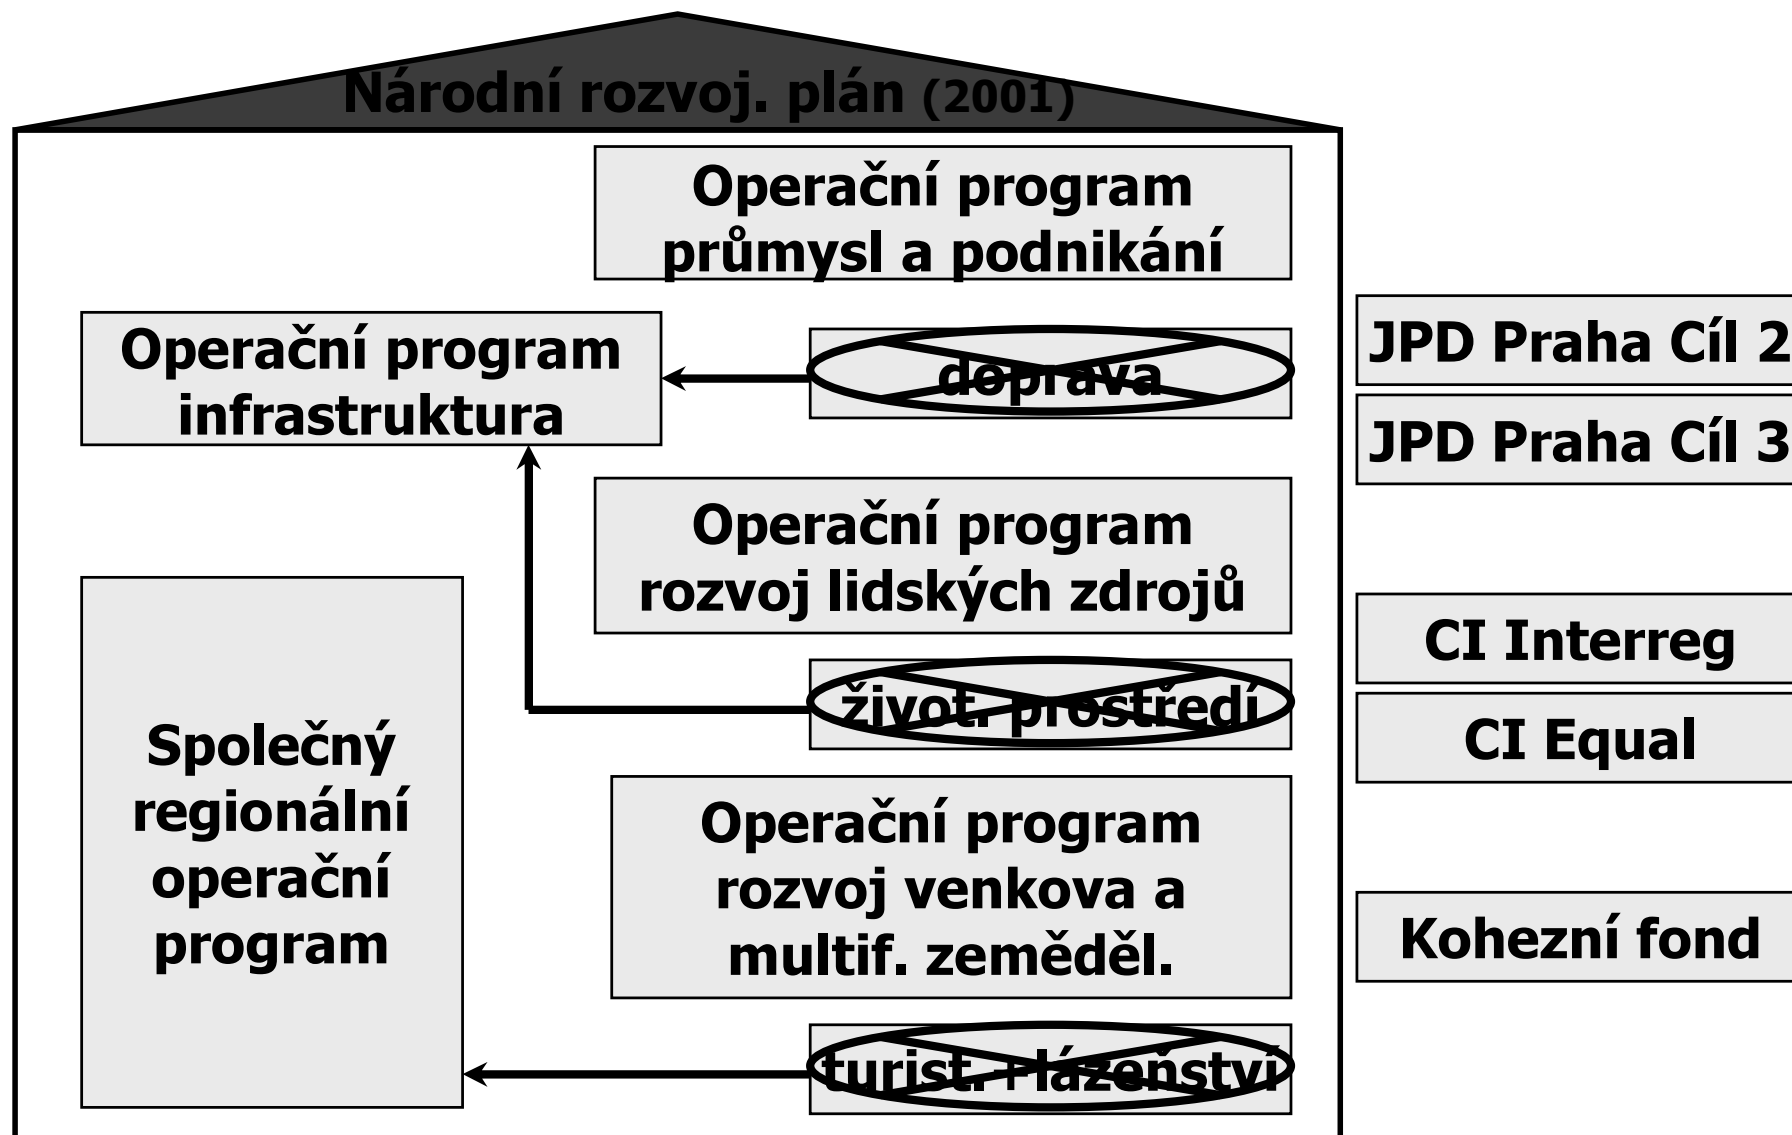 Národní rozvoj. plán (2001)
Operační program
průmysl a podnikání
Operační program
infrastruktura
doprava
JPD Praha Cíl 2
JPD Praha Cíl 3
Operační program
rozvoj lidských zdrojů
CI Interreg
život. prostředí
CI Equal
Společný
regionální
operační
program
Operační program
rozvoj venkova a
multif. zeměděl.
Kohezní fond
turist.+lázeňství